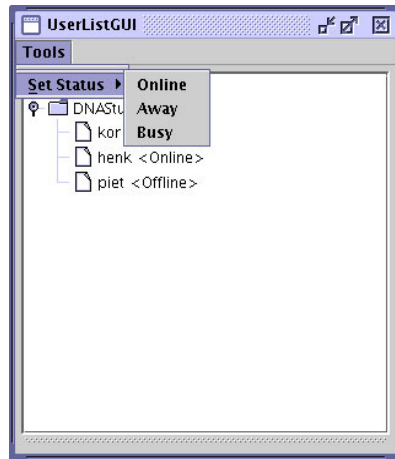 UserListGUI
Tools
Set Status Online
Away
Busy
DNAStu
kor
henk <Online>
piet <Offline>